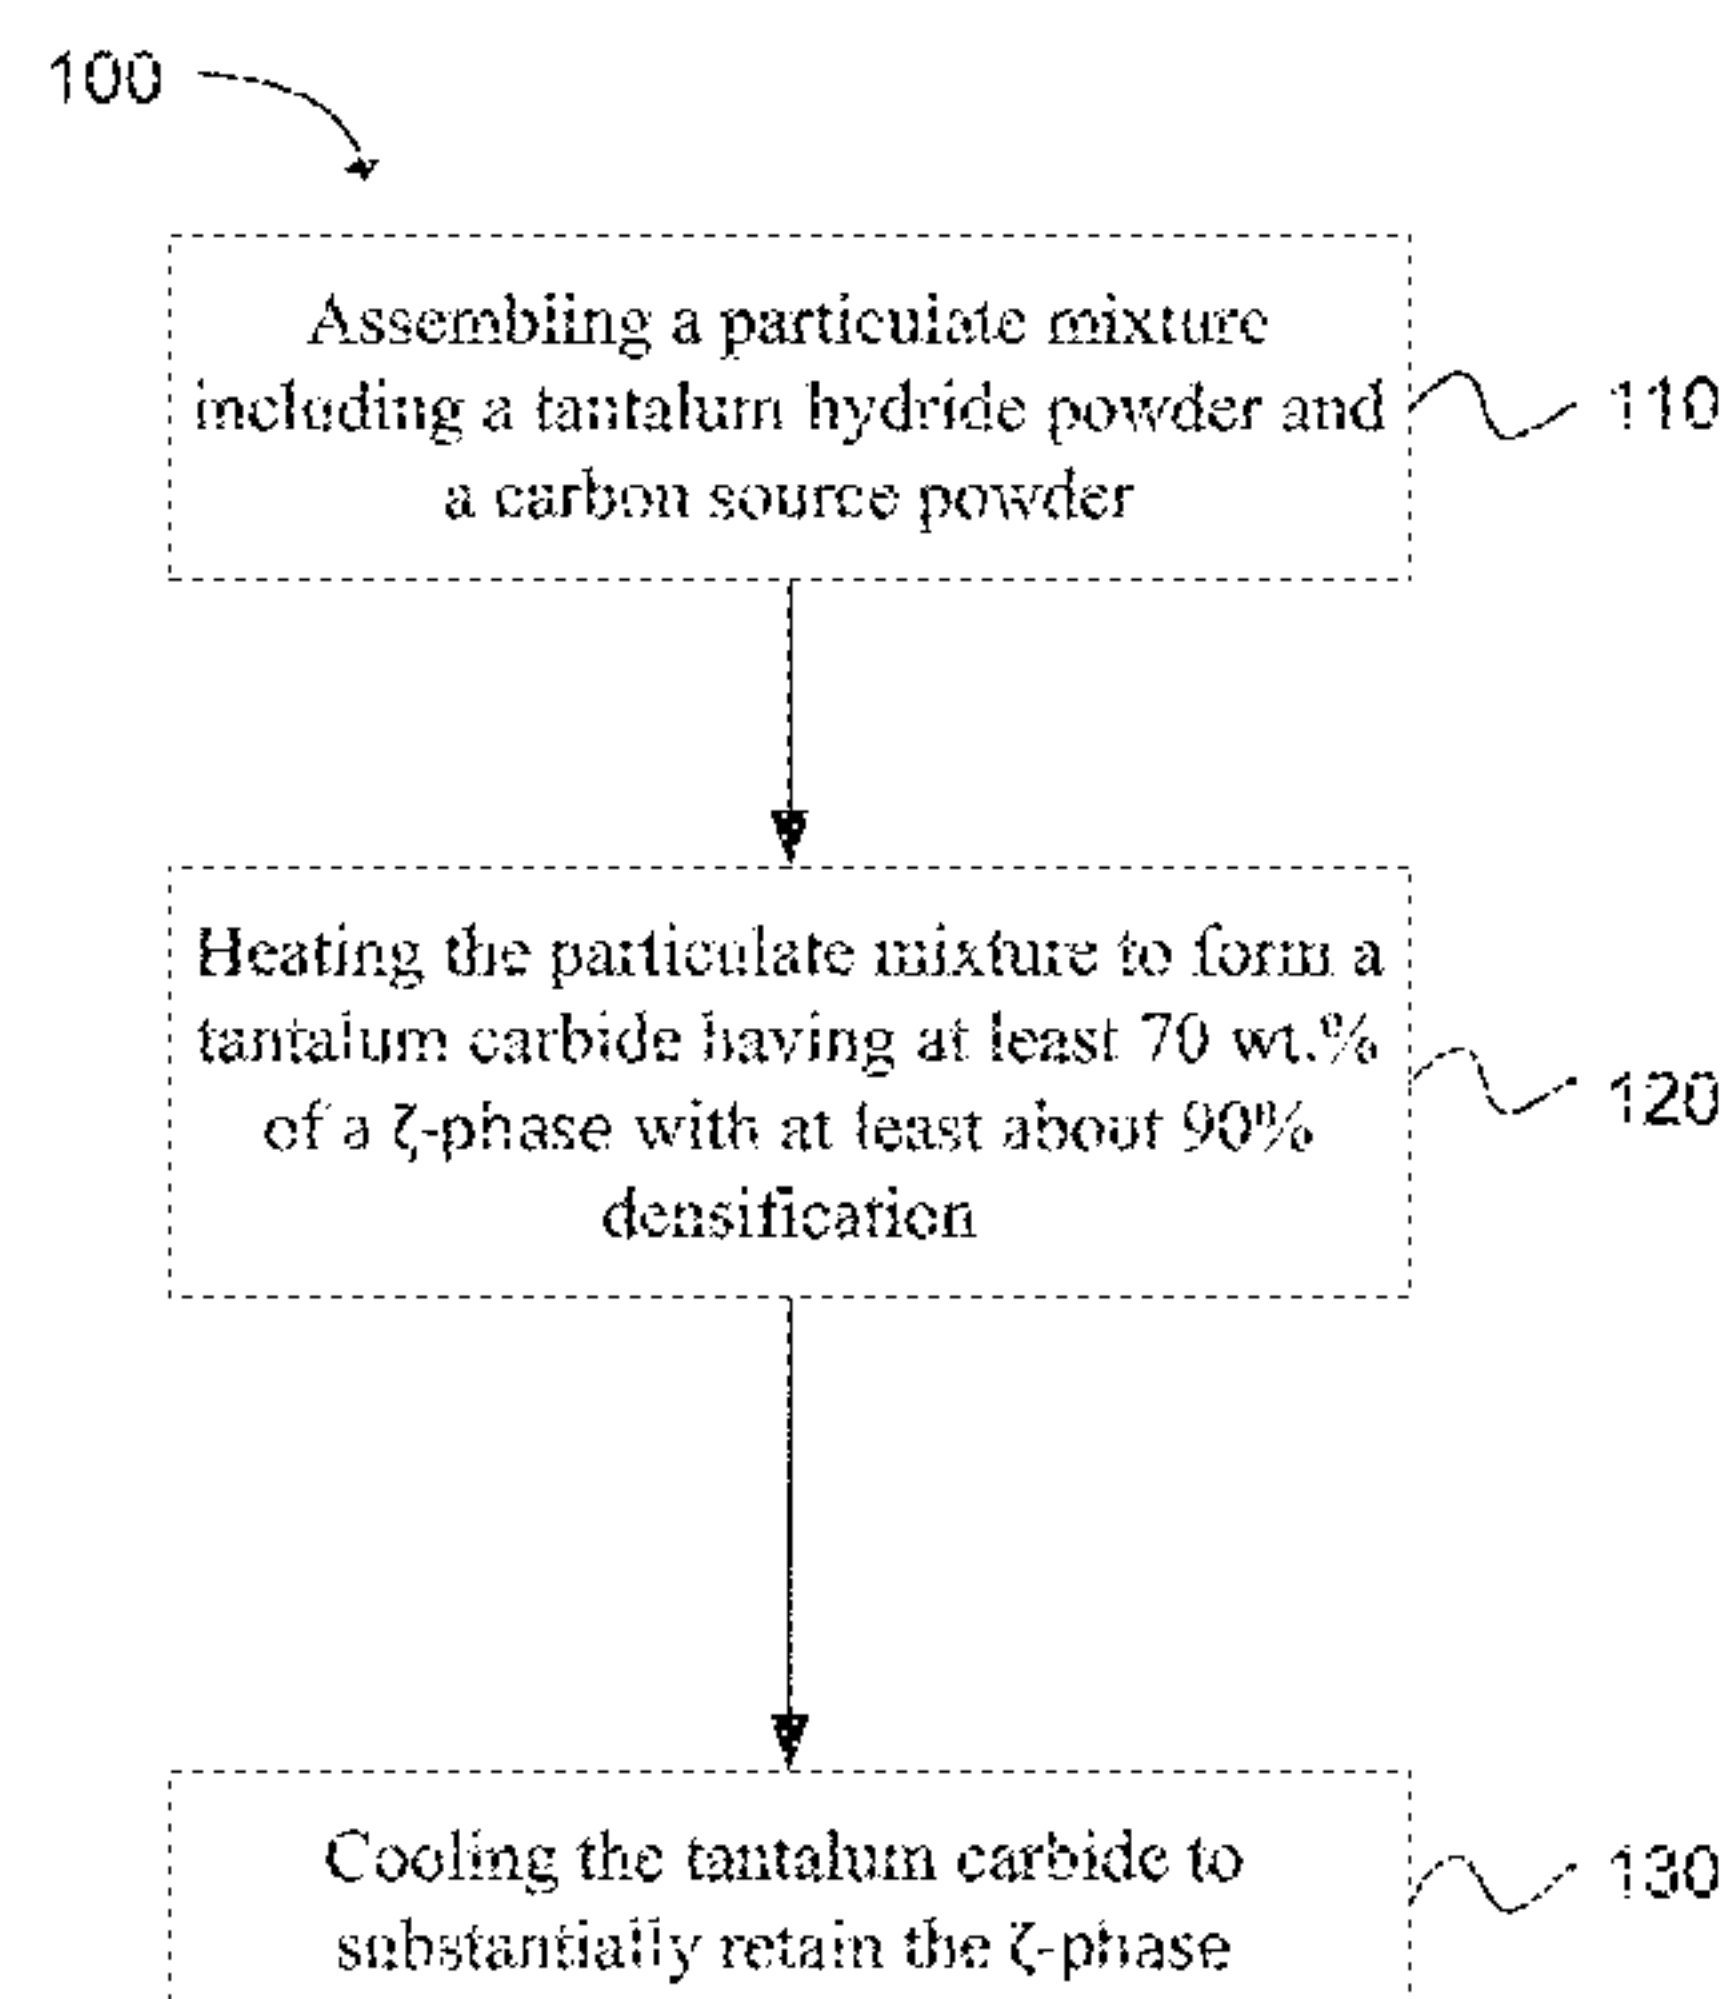 100
Assembling a particulate mixture
including a tantalum hydride powder and
a carbon source powder
110
Heating the particulate mixture to form a
tantalum carbide having at least 70 wt.%
of a ζ-phase with at least about 90%
densification
120
Cooling the tantalum carbide to
substantially retain the ζ-phase
130